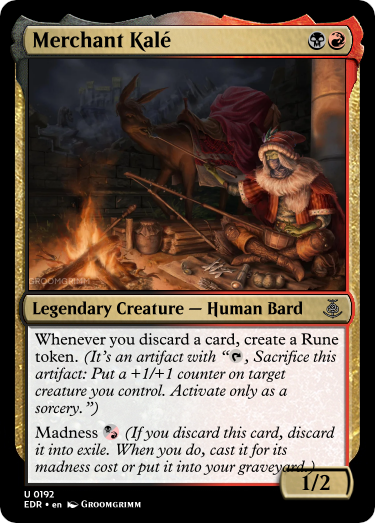 Merchant Kalé
GROOMGRIMM
Legendary Creature — Human Bard
Whenever you discard a card, create a Rune
token. (It's an artifact with “, Sacrifice this
artifact: Put a +1/+1 counter on target
creature you control. Activate only as a
sorcery.”)
Madness (If you discard this card, discard
it into exile. When you do, cast it for its
madness cost or put it into your graveyard.)
1/2
U 0192
EDR • en Groomgrimm